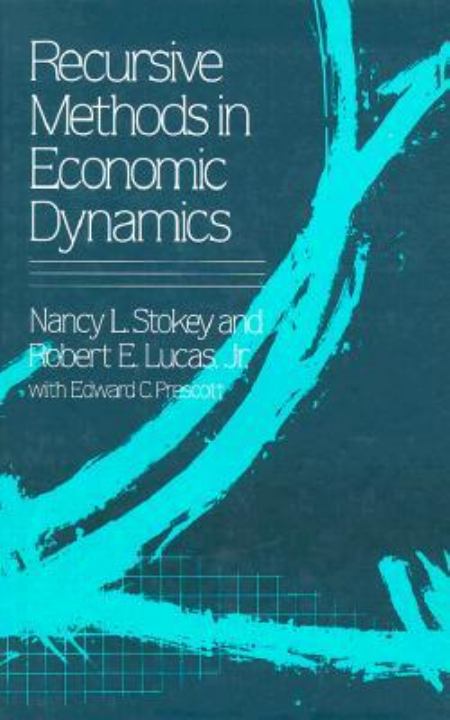 Recursive
Methods in
Economic
Dynamics
Nancy L. Stokey and
Robert E. Lucas, Jr.
with Edward C. Prescott